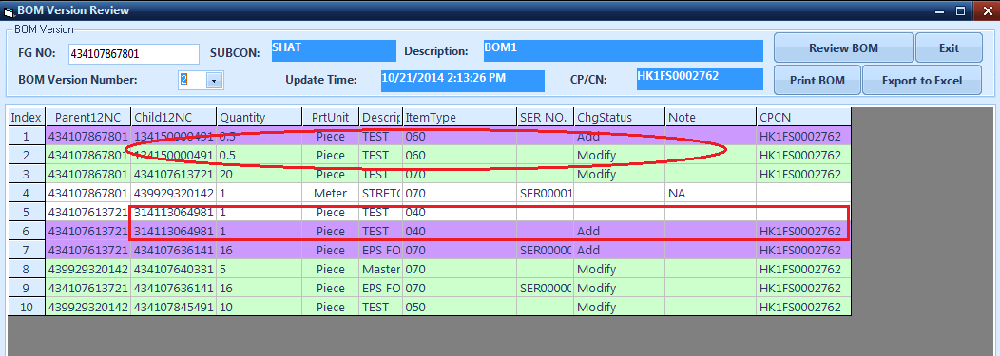 BOM Version Review
BOM Version
FG NO: 434107867801 SUBCON: SHAT Description: BOM1 Review BOM Exit
BOM Version Number: 2 Update Time: 10/21/2014 2:13:26 PM CP/CN: HK1FS0002762 Print BOM Export to Excel
Index Parent12NC Child12NC Quantity PrtUnit Descrip ItemType SER NO. ChgStatus Note CPCN
1 434107867801 134150000491 0.5 Piece TEST 060 Add HK1FS0002762
2 434107867801 134150000491 0.5 Piece TEST 060 Modify HK1FS0002762
3 434107867801 434107613721 20 Piece TEST 070 Modify HK1FS0002762
4 434107867801 439929320142 1 Meter STRETC 070 SER00001 NA
5 434107613721 314113064981 1 Piece TEST 040
6 434107613721 314113064981 1 Piece TEST 040 Add HK1FS0002762
7 434107613721 434107636141 16 Piece EPS FO 070 SER00000 Add HK1FS0002762
8 439929320142 434107640331 5 Piece Master 070 Modify HK1FS0002762
9 434107613721 434107636141 16 Piece EPS FO 070 SER00000 Modify HK1FS0002762
10 439929320142 434107845491 10 Piece TEST 050 Modify HK1FS0002762